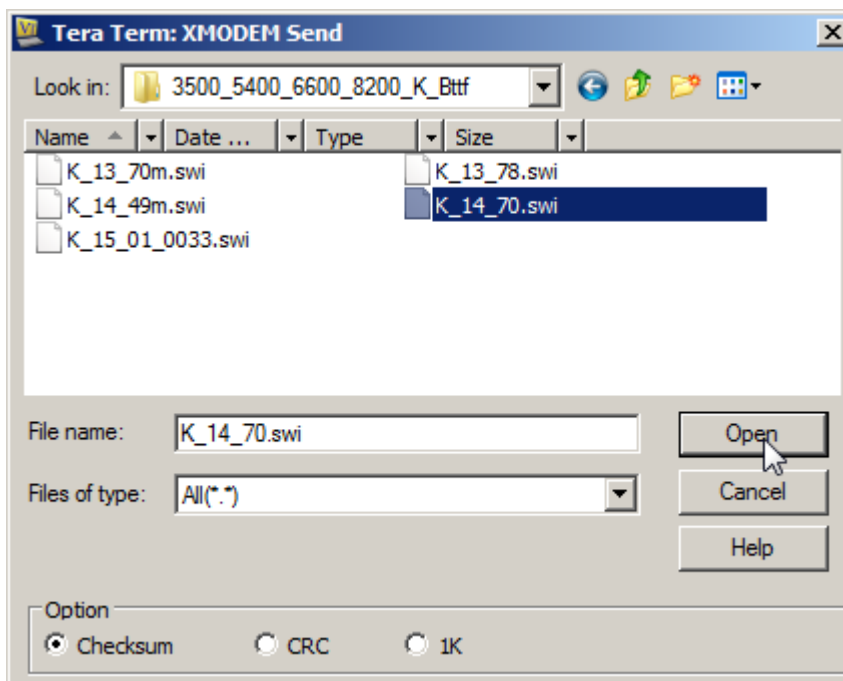 Tera Term: XMODEM Send
Look in: 3500_5400_6600_8200_K_Bttf
Name Date ... Type Size
K_13_70m.swi K_13_78.swi
K_14_49m.swi K_14_70.swi
K_15_01_0033.swi
File name: K_14_70.swi Open
Files of type: All(*.*) Cancel
Help
Option
Checksum CRC 1K